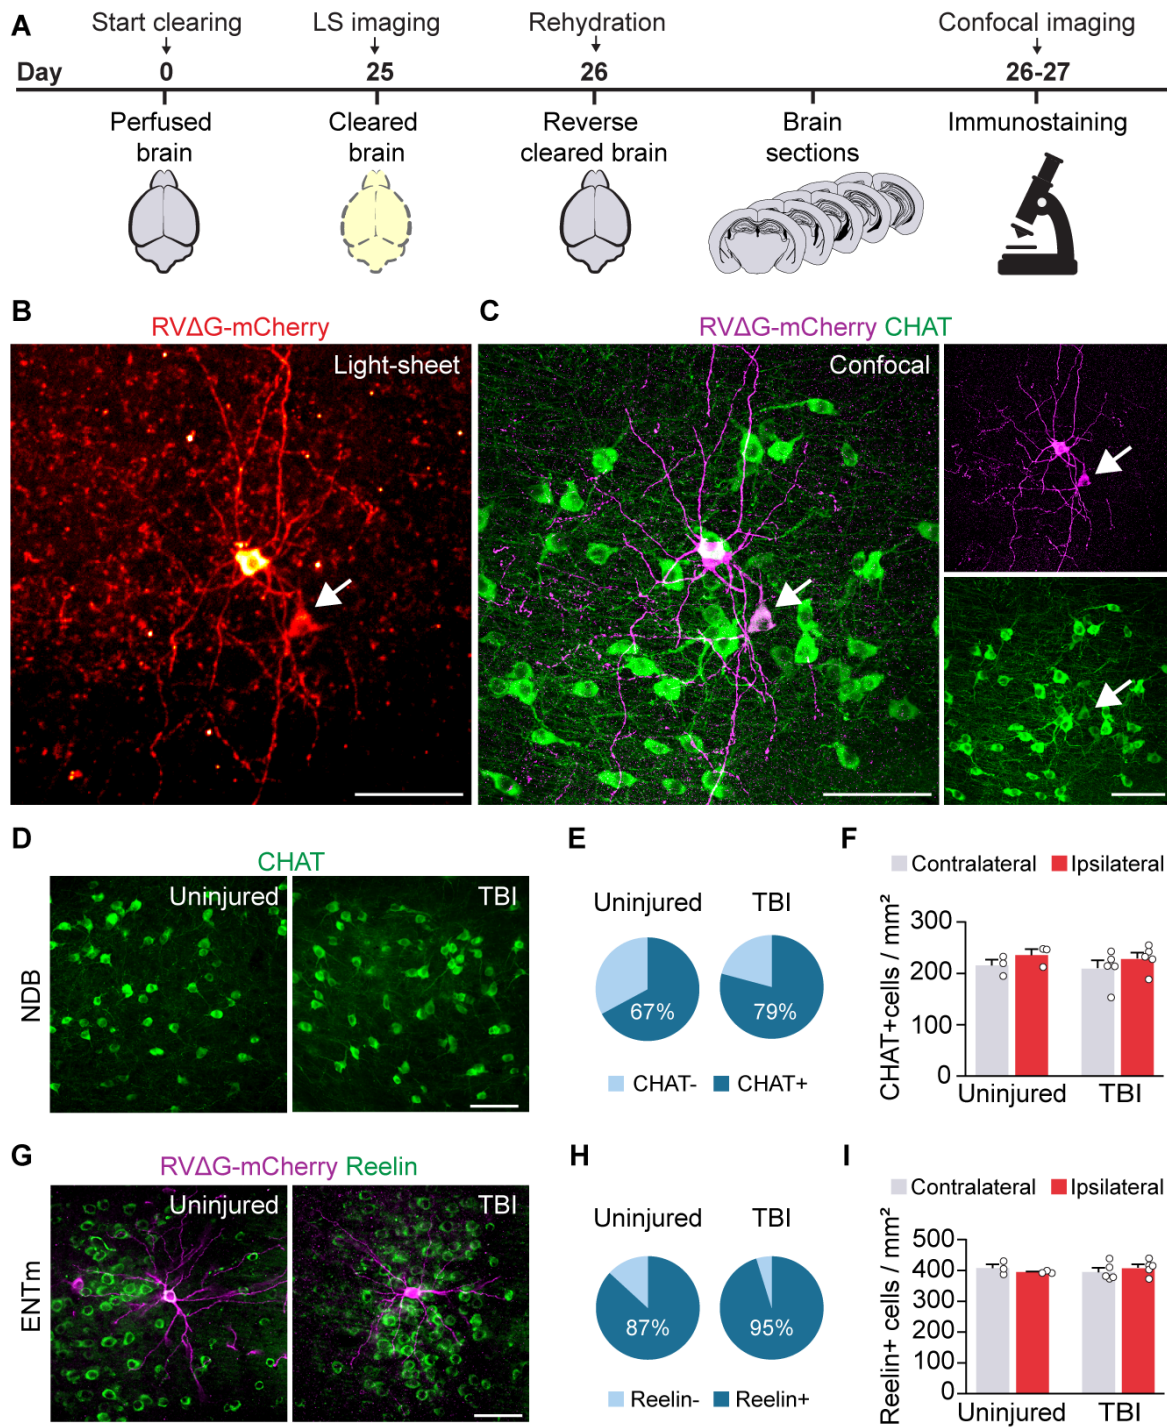 A
Start clearing
LS imaging
Rehydration
Confocal imaging
Day
0
25
26
26-27
Perfused
brain
Cleared
brain
Reverse
cleared brain
Brain
sections
Immunostaining
B
RVΔG-mCherry
Light-sheet
C
RVΔG-mCherry CHAT
Confocal
D
CHAT
Uninjured
TBI
NDB
E
Uninjured
TBI
67%
79%
CHAT-
CHAT+
F
Contralateral
Ipsilateral
CHAT+cells / mm²
300
200
100
0
Uninjured
TBI
G
RVΔG-mCherry Reelin
Uninjured
TBI
ENTm
H
Uninjured
TBI
87%
95%
Reelin-
Reelin+
I
Contralateral
Ipsilateral
Reelin+ cells / mm²
500
400
300
200
100
0
Uninjured
TBI